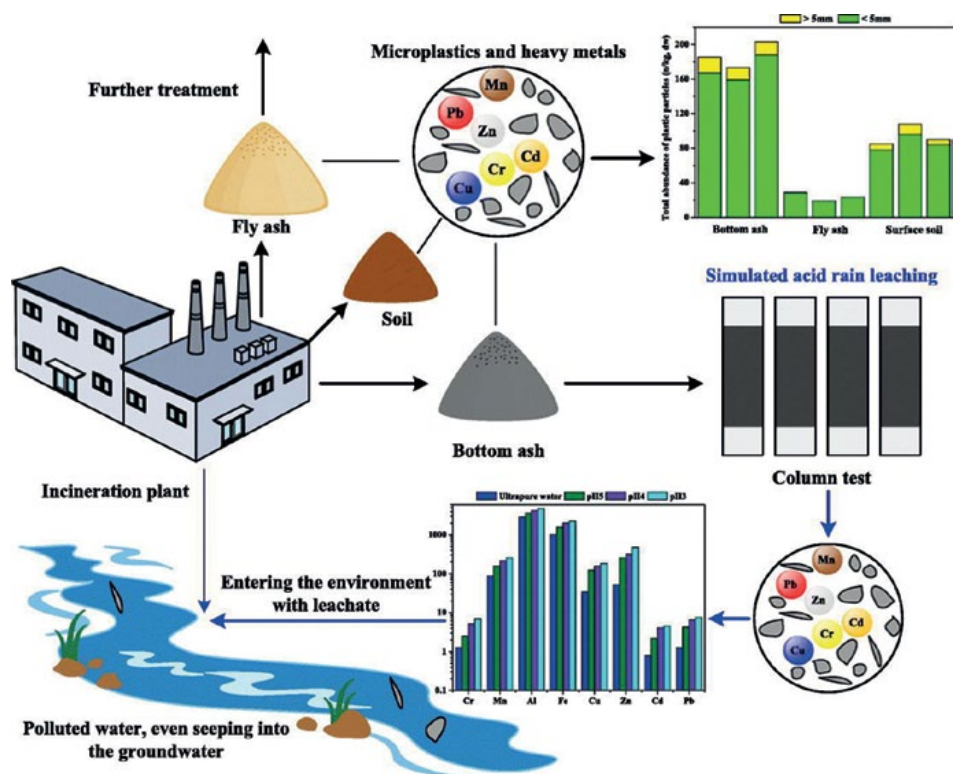 > 5mm < 5mm
Microplastics and heavy metals
Further treatment
Mn
Pb
Zn
Cd
Cr
Cu
Fly ash
Soil
Total abundance of plastic particles (n/kg, dw)
200
160
120
80
40
0
Bottom ash Fly ash Surface soil
Simulated acid rain leaching
Bottom ash
Column test
Incineration plant
Ultrapure water pH5 pH4 pH3
1000
100
10
1
0.1
Cr Mn Al Fe Cu Zn Cd Pb
Entering the environment
with leachate
Mn
Pb
Zn
Cd
Cr
Cu
Polluted water, even seeping into
the groundwater